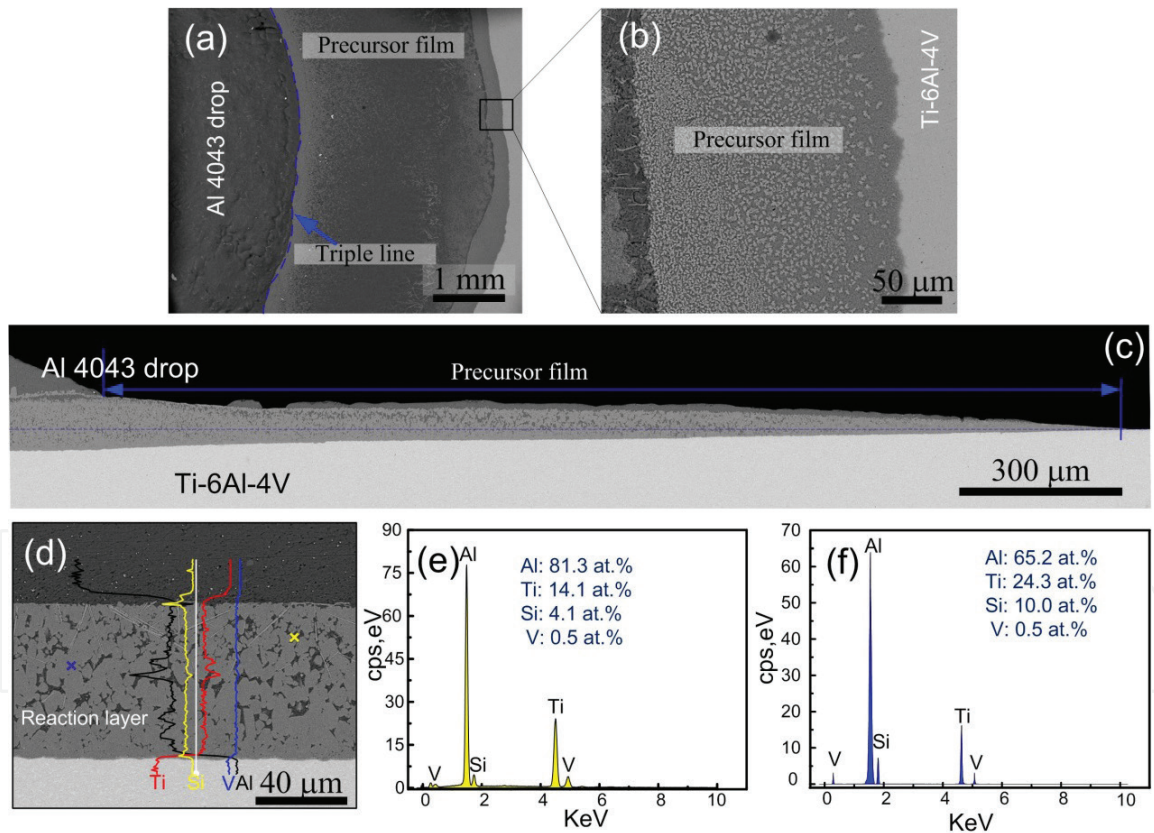 (a)
Precursor film
Al 4043 drop
Triple line
1 mm
(b)
Precursor film
Ti-6Al-4V
50 μm
(c)
Al 4043 drop
Precursor film
Ti-6Al-4V
300 μm
(d)
Reaction layer
Ti Si V Al
40 μm
(e)
cps,eV
90
75
60
45
30
15
0
Al
Al: 81.3 at.%
Ti: 14.1 at.%
Si: 4.1 at.%
V: 0.5 at.%
V
Si
Ti
V
0 2 4 6 8 10
KeV
(f)
cps,eV
70
60
50
40
30
20
10
0
Al
Al: 65.2 at.%
Ti: 24.3 at.%
Si: 10.0 at.%
V: 0.5 at.%
V
Si
Ti
V
0 2 4 6 8 10
KeV